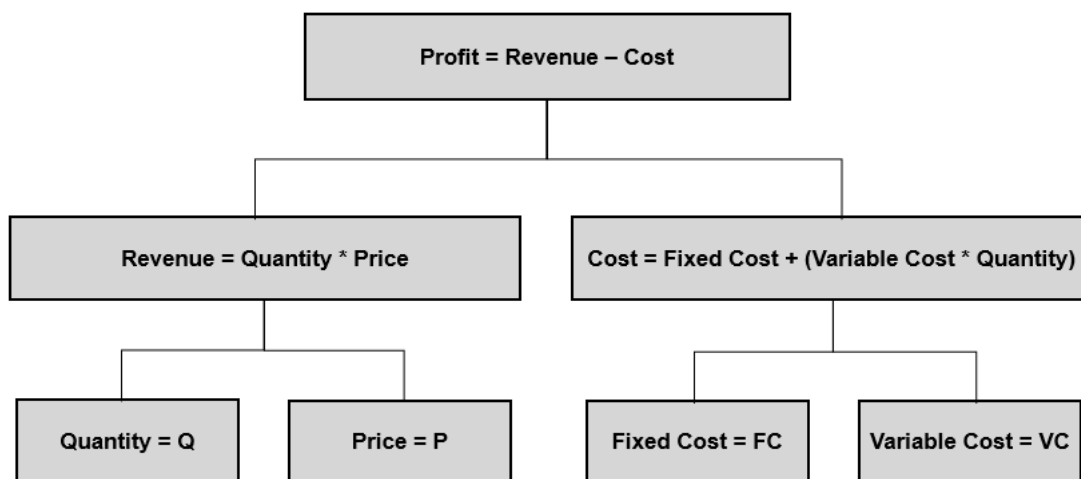 Profit = Revenue – Cost
Revenue = Quantity * Price
Cost = Fixed Cost + (Variable Cost * Quantity)
Quantity = Q
Price = P
Fixed Cost = FC
Variable Cost = VC